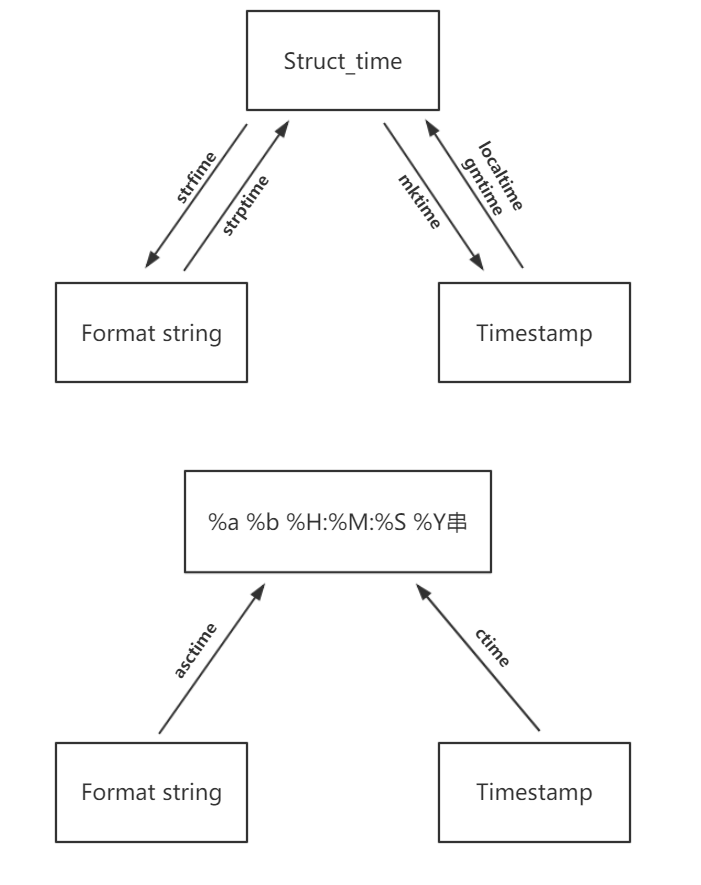 Struct_time
strfime
strptime
mktime
localtime
gmtime
Format string
Timestamp
%a %b %H:%M:%S %Y串
asctime
ctime
Format string
Timestamp